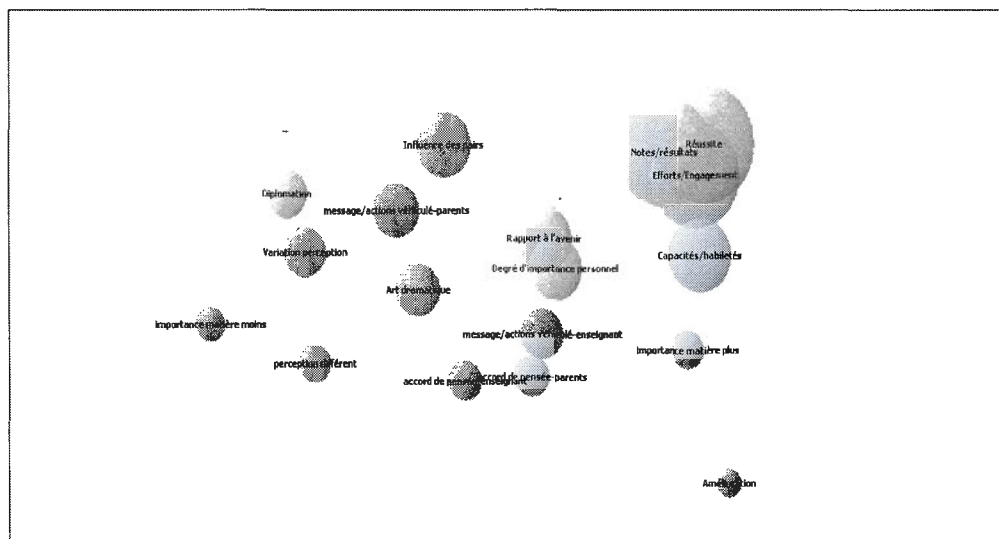 Influence des pairs
Réussite
Notes/résultats
Efforts/Engagement
Diplomation
message/actions véhiculé-parents
Rapport à l'avenir
Variation perception
Capacités/habiletés
Degré d'importance personnel
Art dramatique
Importance matière moins
message/actions véhiculé-enseignant
Importance matière plus
perception différent
accord de pensée-enseignant
accord de pensée-parents
Amélioration